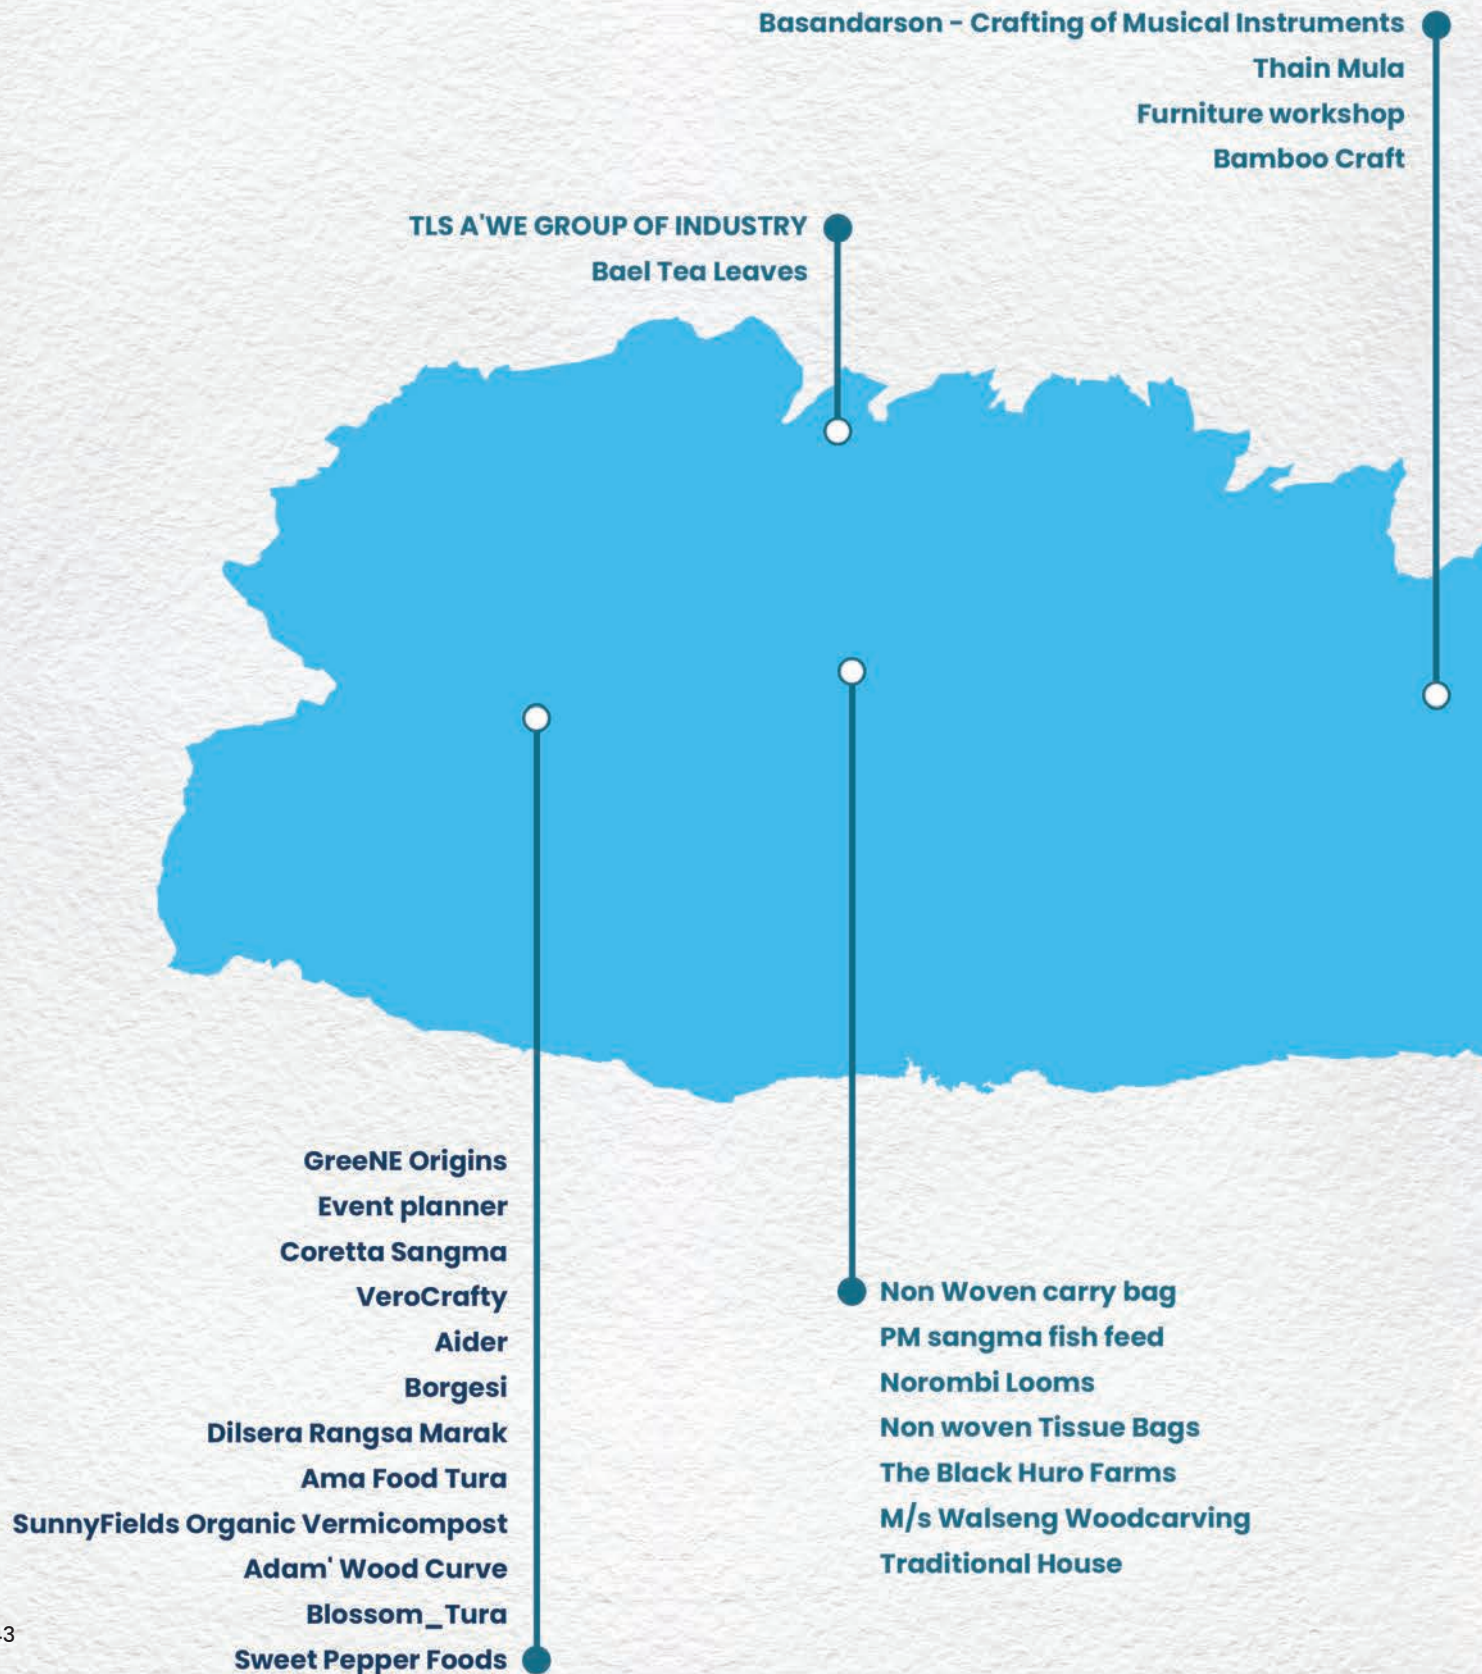 Basandarson - Crafting of Musical Instruments
Thain Mula
Furniture workshop
Bamboo Craft
TLS A'WE GROUP OF INDUSTRY
Bael Tea Leaves
GreeNE Origins
Event planner
Coretta Sangma
VeroCrafty
Aider
Borgesi
Dilsera Rangsa Marak
Ama Food Tura
SunnyFields Organic Vermicompost
Adam' Wood Curve
Blossom_Tura
Sweet Pepper Foods
Non Woven carry bag
PM sangma fish feed
Norombi Looms
Non woven Tissue Bags
The Black Huro Farms
M/s Walseng Woodcarving
Traditional House